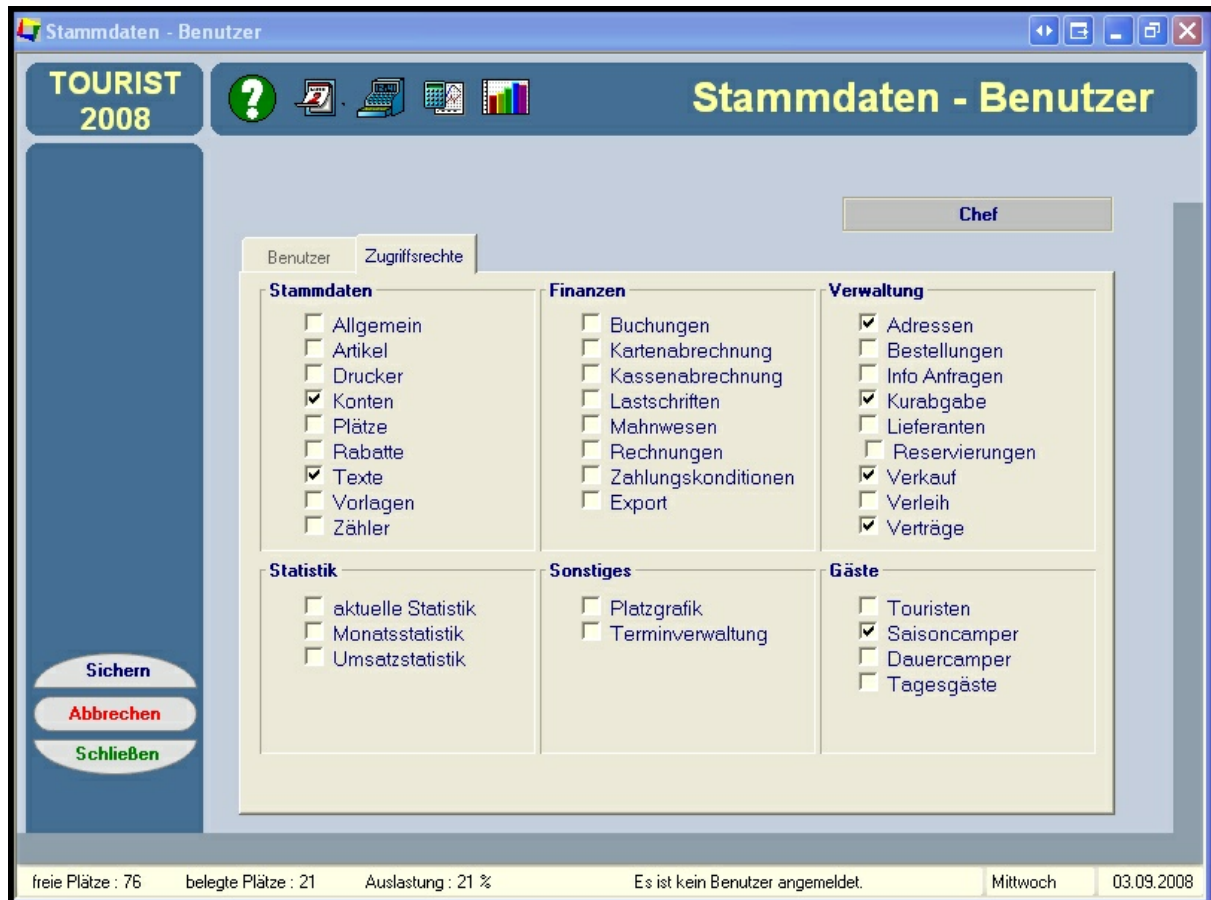 Stammdaten - Benutzer
TOURIST
2008
Stammdaten - Benutzer
Chef
Benutzer
Zugriffsrechte
Stammdaten
Allgemein
Artikel
Drucker
Konten
Plätze
Rabatte
Texte
Vorlagen
Zähler
Finanzen
Buchungen
Kartenabrechnung
Kassenabrechnung
Lastschriften
Mahnwesen
Rechnungen
Zahlungskonditionen
Export
Verwaltung
Adressen
Bestellungen
Info Anfragen
Kurabgabe
Lieferanten
Reservierungen
Verkauf
Verleih
Verträge
Statistik
aktuelle Statistik
Monatsstatistik
Umsatzstatistik
Sonstiges
Platzgrafik
Terminverwaltung
Gäste
Touristen
Saisoncamper
Dauercamper
Tagesgäste
Sichern
Abbrechen
Schließen
freie Plätze : 76 belegte Plätze : 21 Auslastung : 21 % Es ist kein Benutzer angemeldet. Mittwoch 03.09.2008